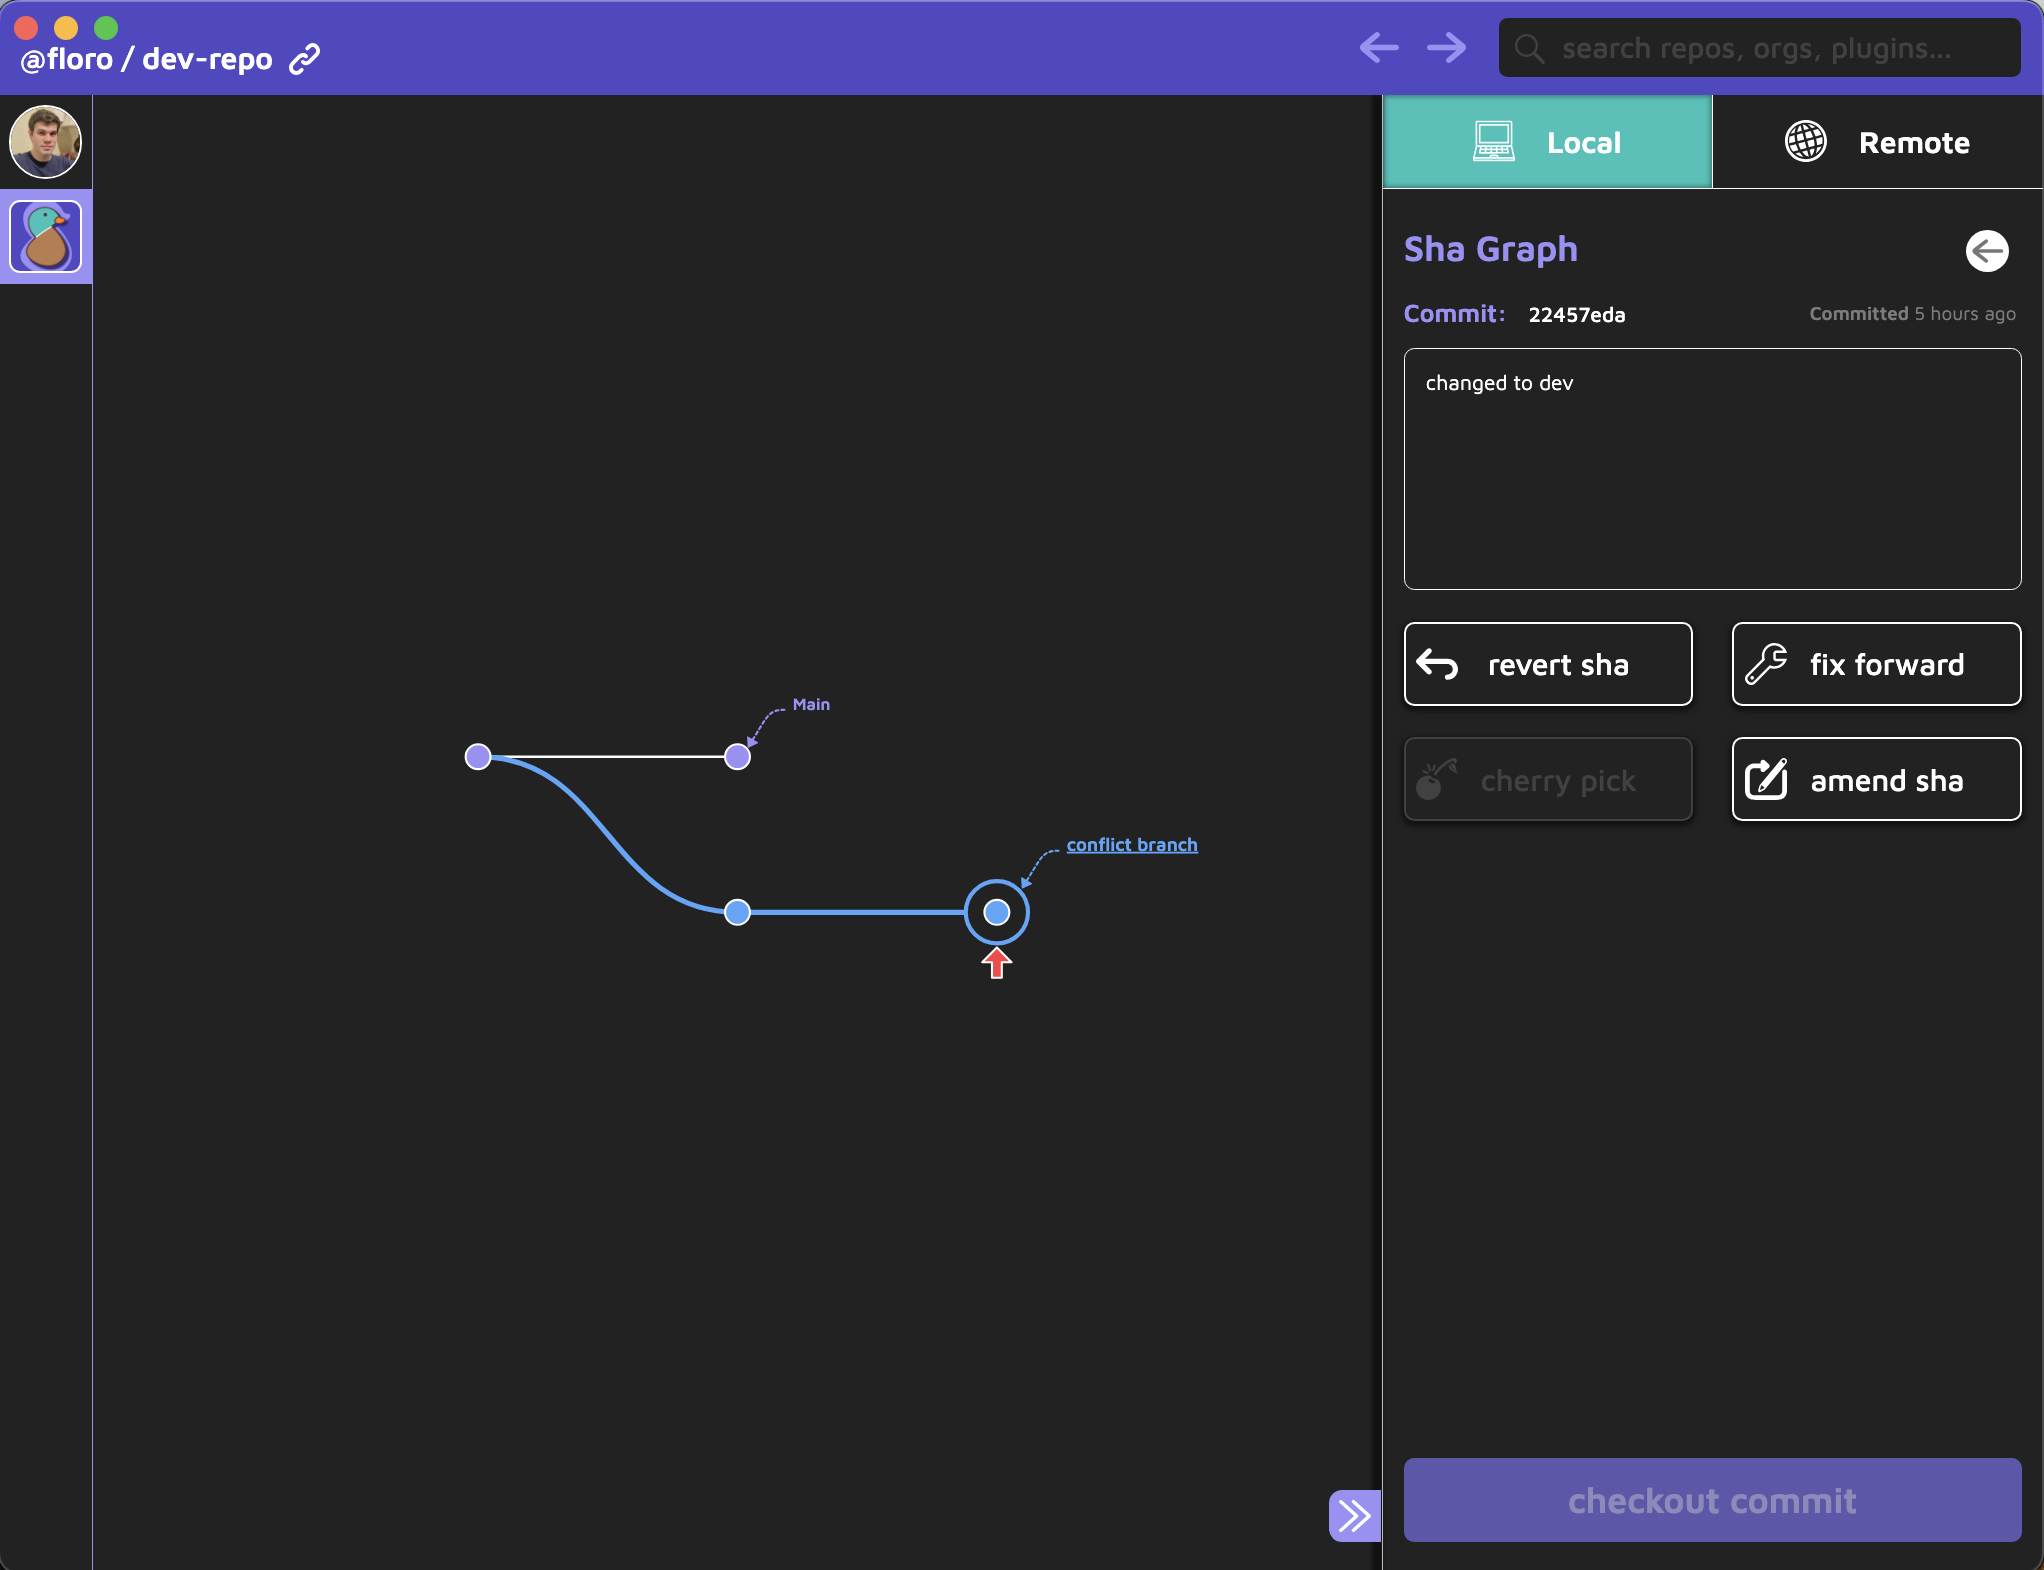 @floro / dev-repo
search repos, orgs, plugins...
Local
Remote
Sha Graph
Commit: 22457eda
Committed 5 hours ago
changed to dev
revert sha
fix forward
cherry pick
amend sha
Main
conflict branch
checkout commit